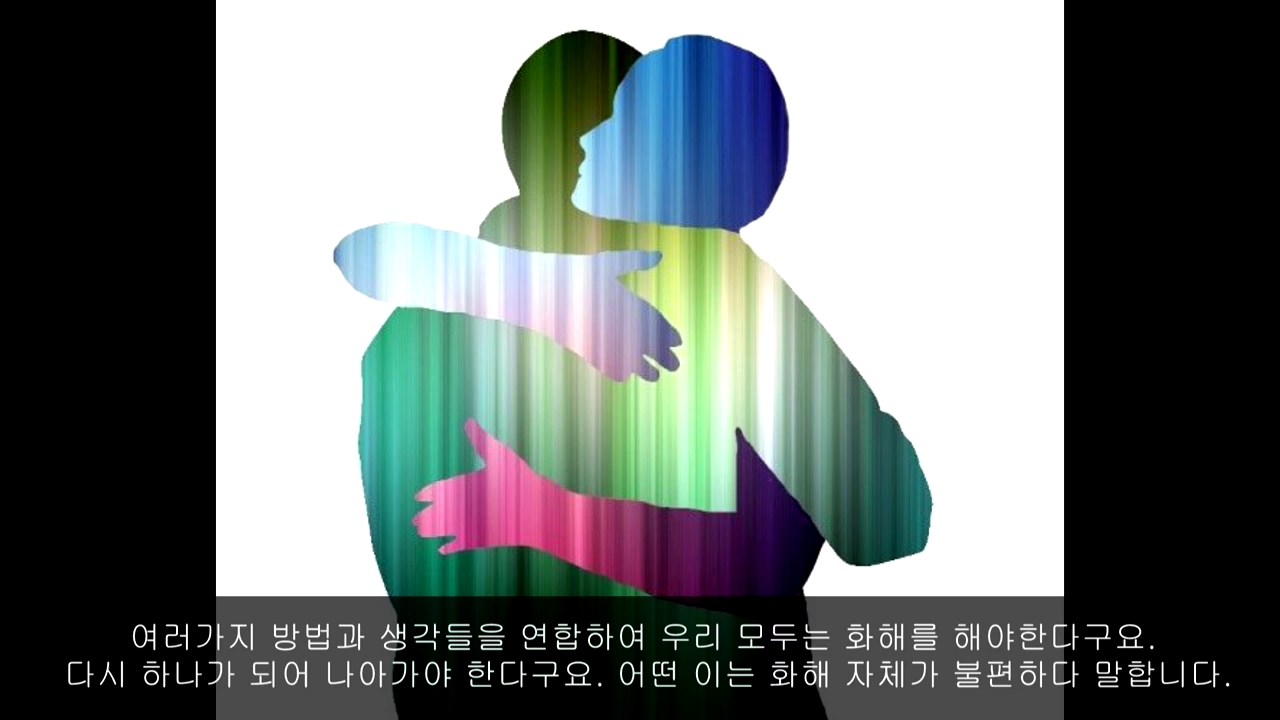 여러가지 방법과 생각들을 연합하여 우리 모두는 화해를 해야한다구요.
다시 하나가 되어 나아가야 한다구요. 어떤 이는 화해 자체가 불편하다 말합니다.